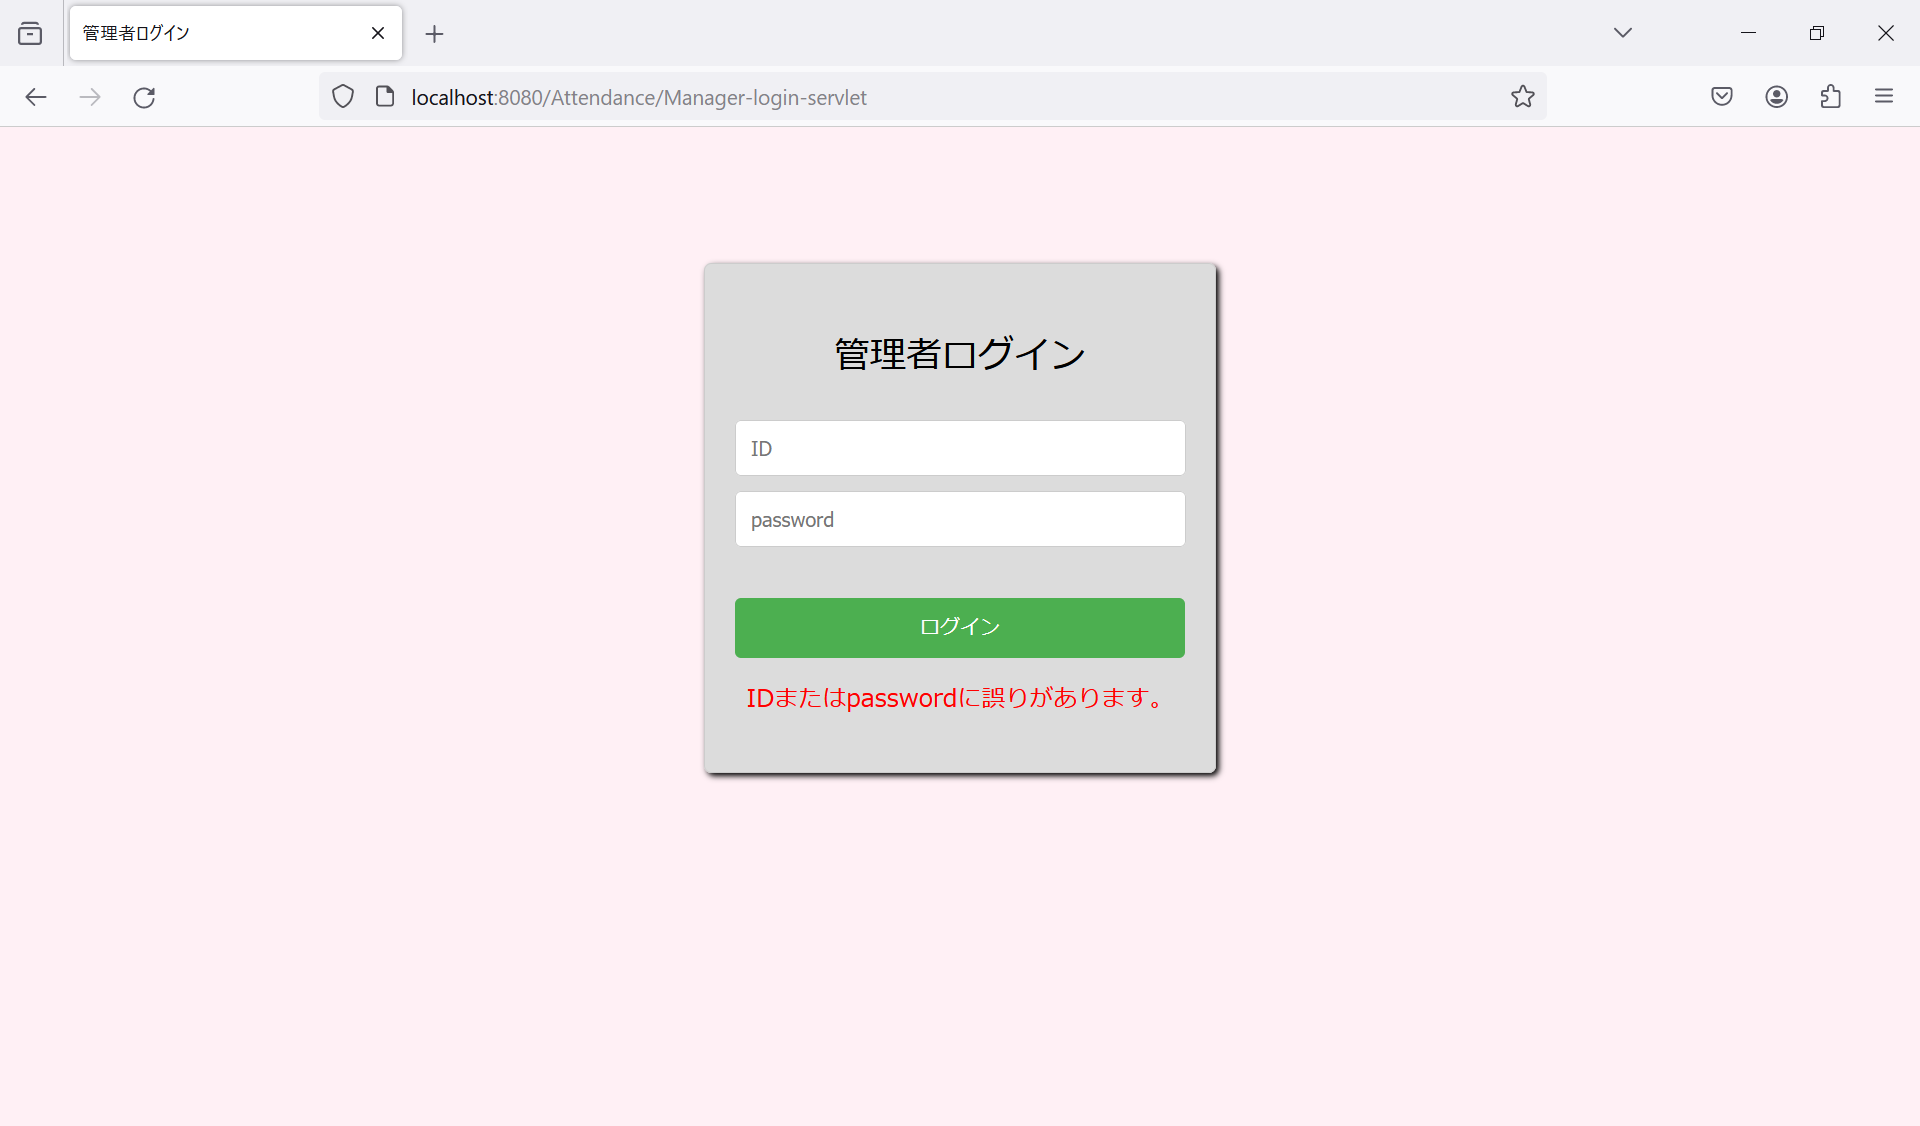 管理者ログイン
localhost:8080/Attendance/Manager-login-servlet
管理者ログイン
ID
password
ログイン
IDまたはpasswordに誤りがあります。